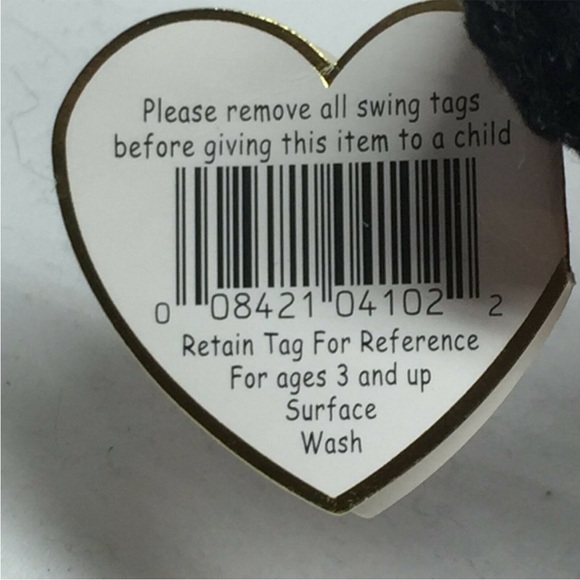 Please remove all swing tags
before giving this item to a child
0 08421 04102 2
Retain Tag For Reference
For ages 3 and up
Surface
Wash